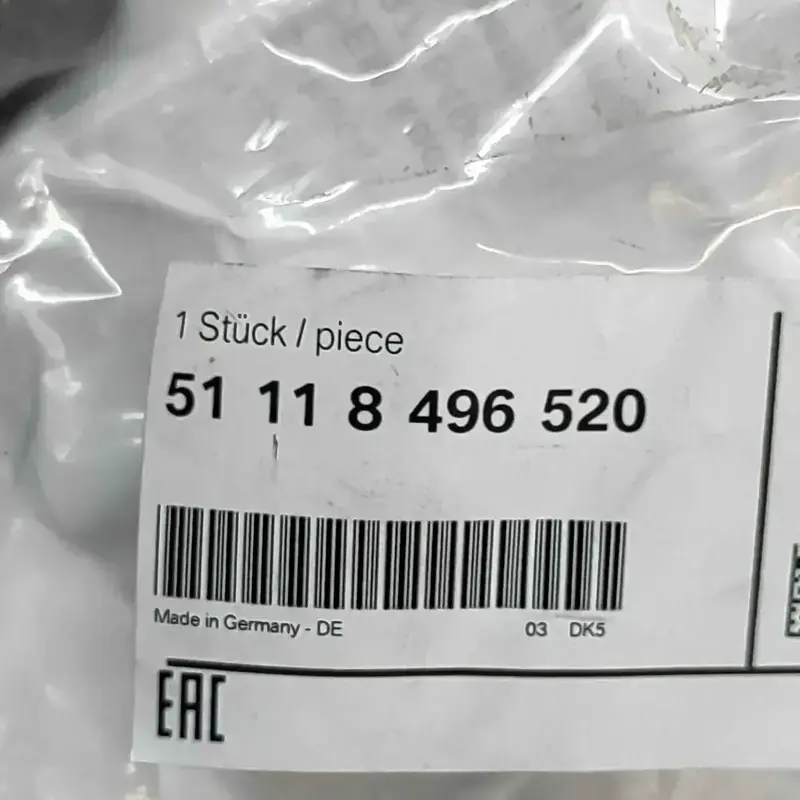 1 Stück / piece
51 11 8 496 520
Made in Germany - DE 03 DK5
EAC